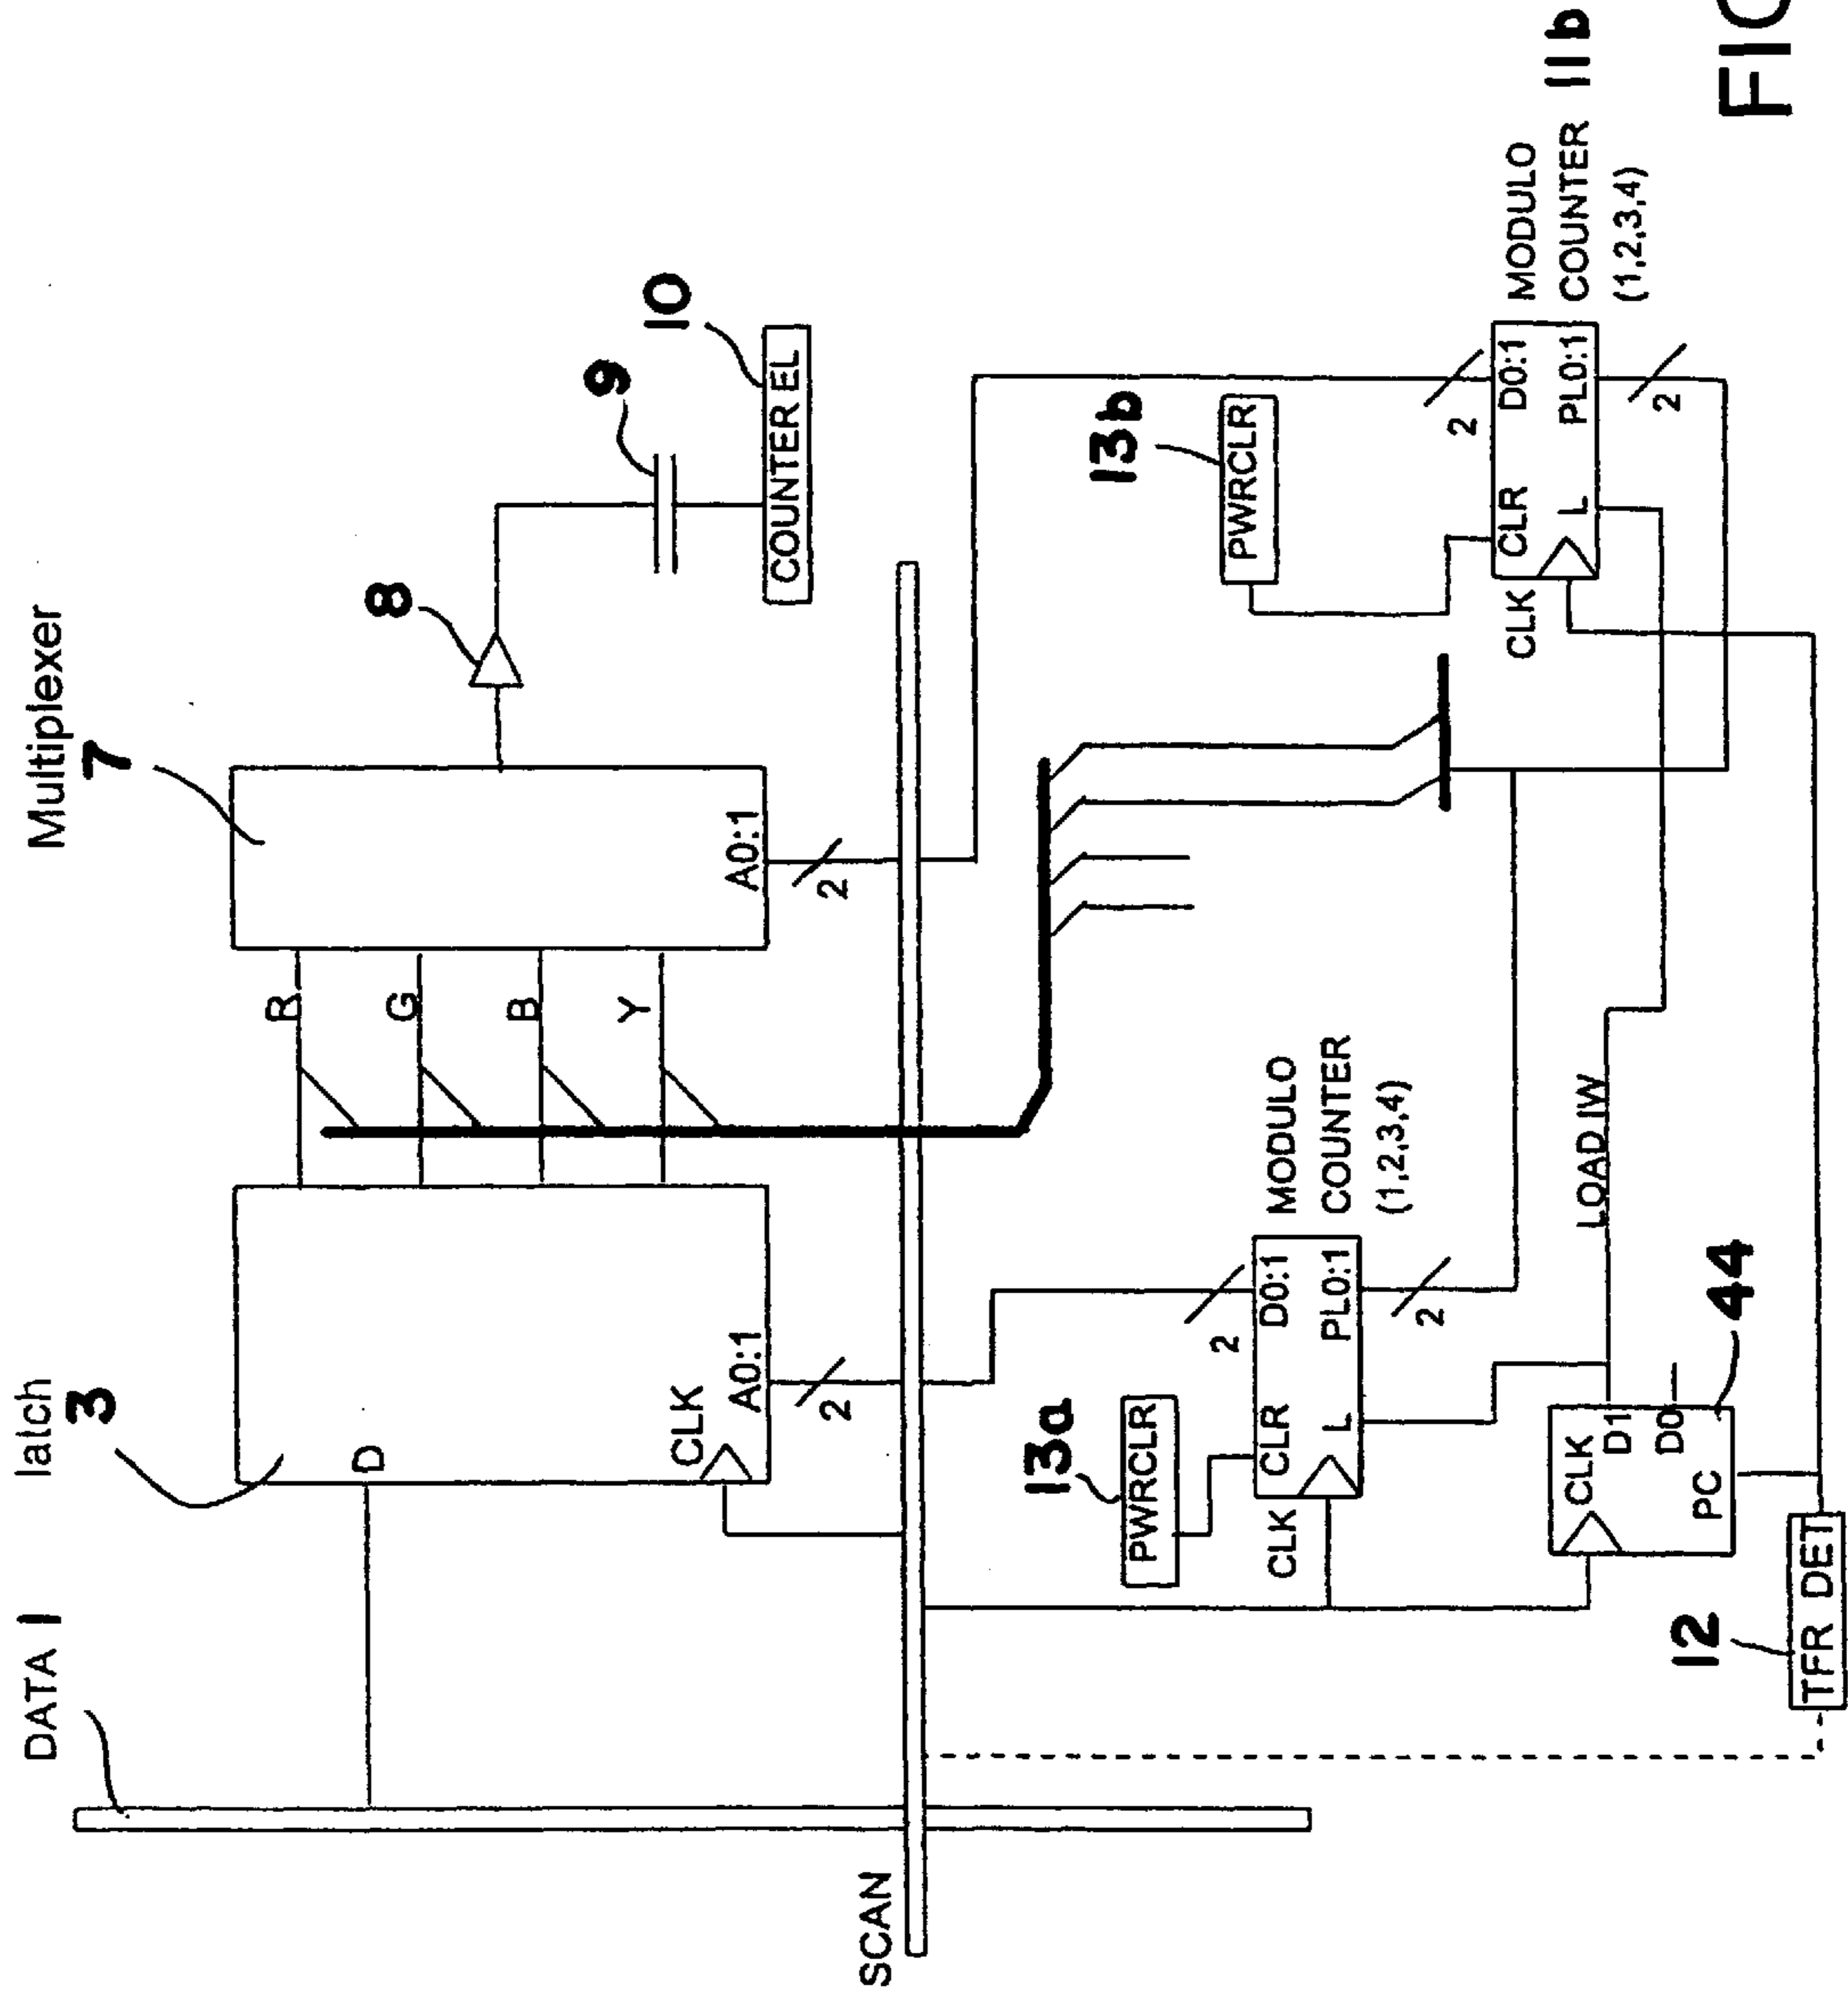 DATA 1
latch
3
Multiplexer
7
D
CLK
A0:1
2
R
G
B
Y
A0:1
2
8
9
10
COUNTER EL
SCAN
13a
PWRCLR
CLK
CLR
D0:1
L
PL0:1
2
2
MODULO
COUNTER
(1,2,3,4)
13b
PWRCLR
CLK
CLR
D0:1
L
PL0:1
2
2
MODULO
COUNTER 11b
(1,2,3,4)
LOAD IW
CLK
D1
D0
PC
44
12
TFR DET
FIG